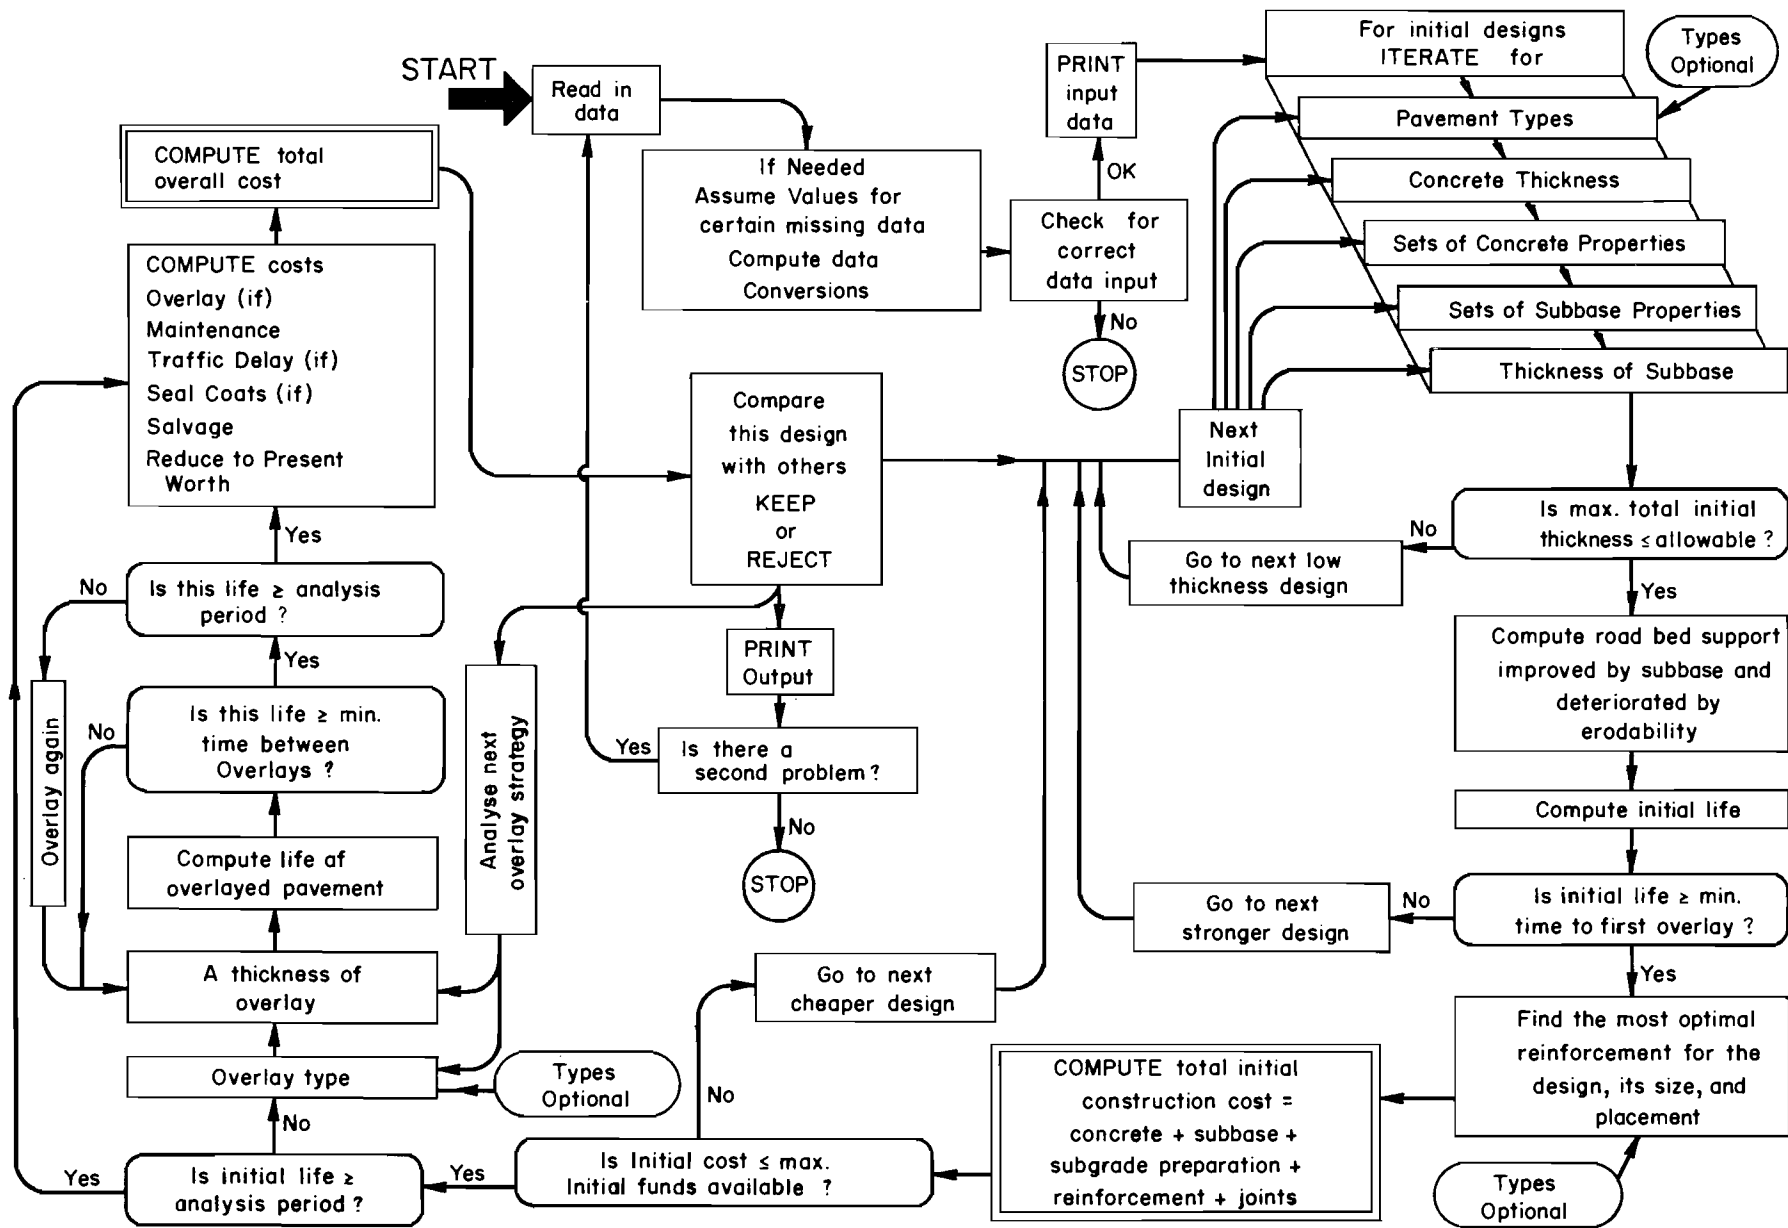 START
Read in
data
If Needed
Assume Values for
certain missing data
Compute data
Conversions
Check for
correct
data input
OK
No
STOP
PRINT
input
data
For initial designs
ITERATE for
Types
Optional
Pavement Types
Concrete Thickness
Sets of Concrete Properties
Sets of Subbase Properties
Thickness of Subbase
Next
Initial
design
Is max. total initial
thickness ≤ allowable ?
No
Go to next low
thickness design
Yes
Compute road bed support
improved by subbase and
deteriorated by
erodability
Compute initial life
Is initial life ≥ min.
time to first overlay ?
No
Go to next
stronger design
Yes
Find the most optimal
reinforcement for the
design, its size, and
placement
Types
Optional
COMPUTE total initial
construction cost =
concrete + subbase +
subgrade preparation +
reinforcement + joints
Is Initial cost ≤ max.
Initial funds available ?
No
Go to next
cheaper design
Yes
Is initial life ≥
analysis period ?
Yes
No
Overlay type
Types
Optional
A thickness of
overlay
Compute life af
overlayed pavement
Is this life ≥ min.
time between
Overlays ?
No
Yes
Is this life ≥ analysis
period ?
No
Overlay again
Yes
COMPUTE costs
Overlay (if)
Maintenance
Traffic Delay (if)
Seal Coats (if)
Salvage
Reduce to Present
Worth
COMPUTE total
overall cost
Compare
this design
with others
KEEP
or
REJECT
Analyse next
overlay strategy
PRINT
Output
Is there a
second problem ?
Yes
No
STOP